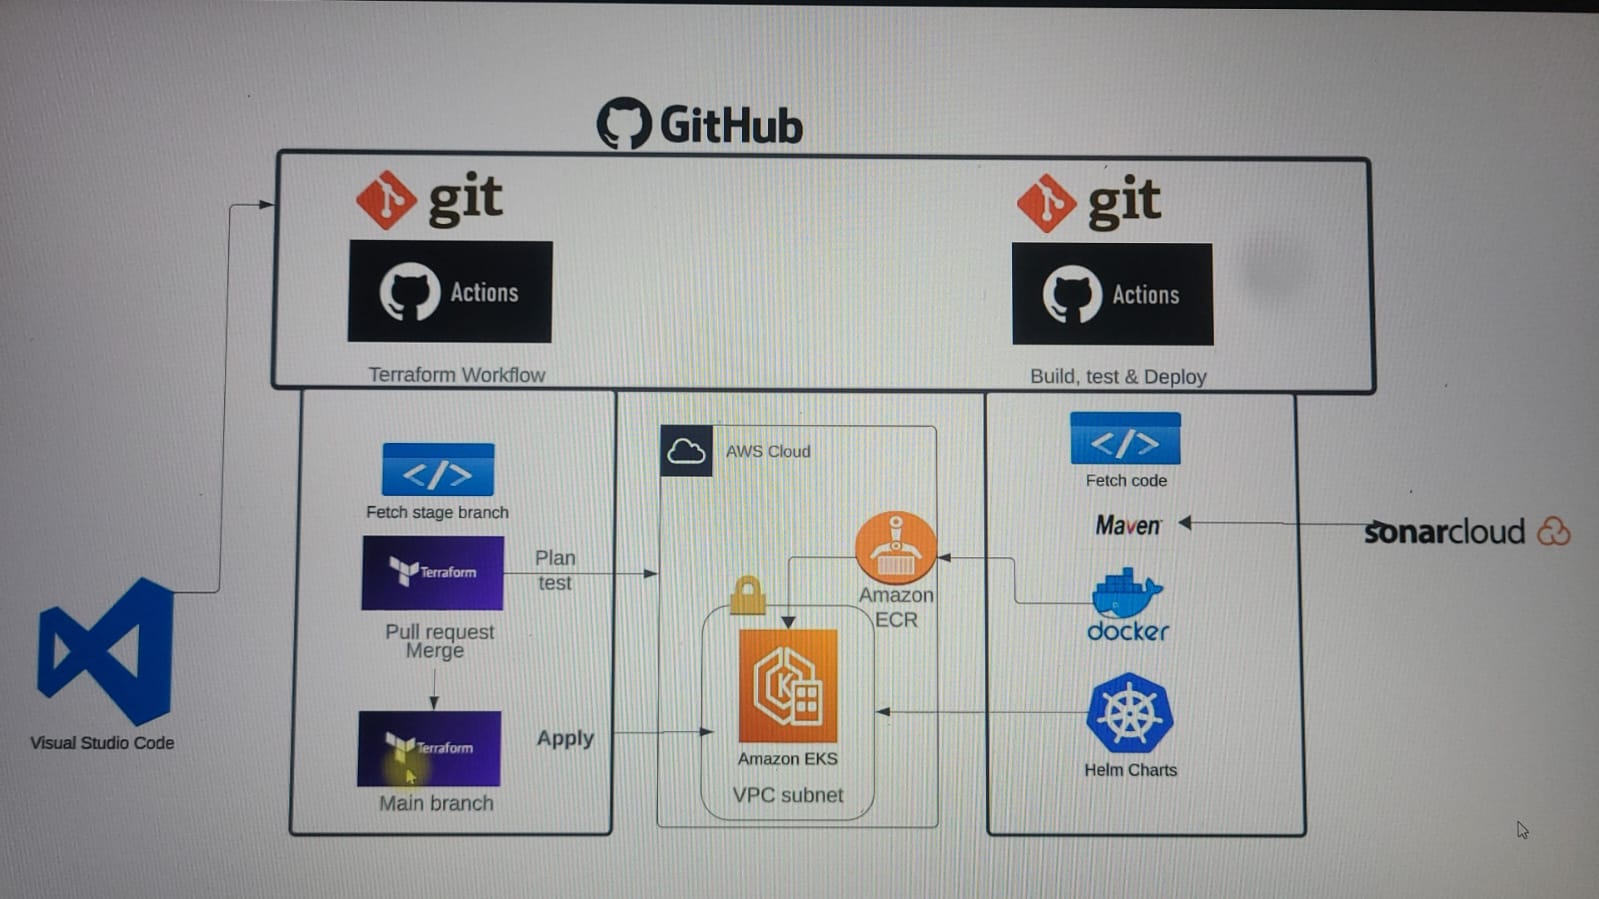 GitHub
git
git
Actions
Actions
Terraform Workflow
Build, test & Deploy
Fetch stage branch
Terraform
Plan
test
Pull request
Merge
Terraform
Apply
Main branch
Visual Studio Code
AWS Cloud
Amazon
ECR
Amazon EKS
VPC subnet
Fetch code
Maven
docker
Helm Charts
sonarcloud